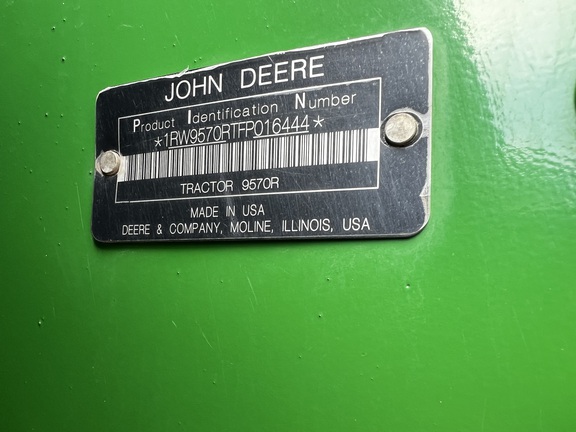 JOHN DEERE
Product Identification Number
*1RW9570RTFP016444*
TRACTOR 9570R
MADE IN USA
DEERE & COMPANY, MOLINE, ILLINOIS, USA